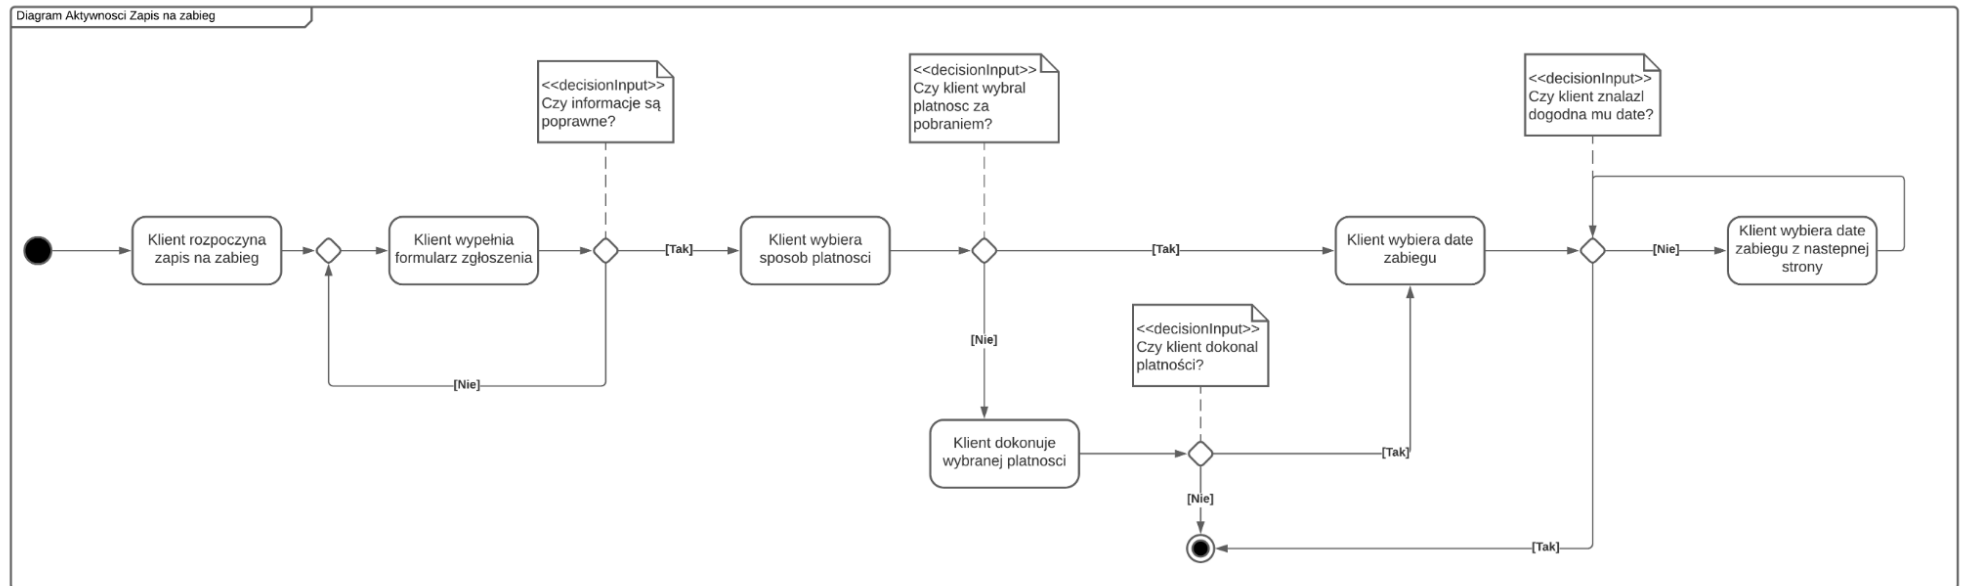 Diagram Aktywnosci Zapis na zabieg
<<decisionInput>>
Czy informacje są
poprawne?
<<decisionInput>>
Czy klient wybral
platnosc za
pobraniem?
<<decisionInput>>
Czy klient znalazl
dogodna mu date?
Klient rozpoczyna
zapis na zabieg
Klient wypełnia
formularz zgłoszenia
[Tak]
Klient wybiera
sposob platnosci
[Tak]
Klient wybiera date
zabiegu
[Nie]
Klient wybiera date
zabiegu z nastepnej
strony
[Nie]
[Nie]
<<decisionInput>>
Czy klient dokonal
platności?
Klient dokonuje
wybranej platnosci
[Tak]
[Nie]
[Tak]